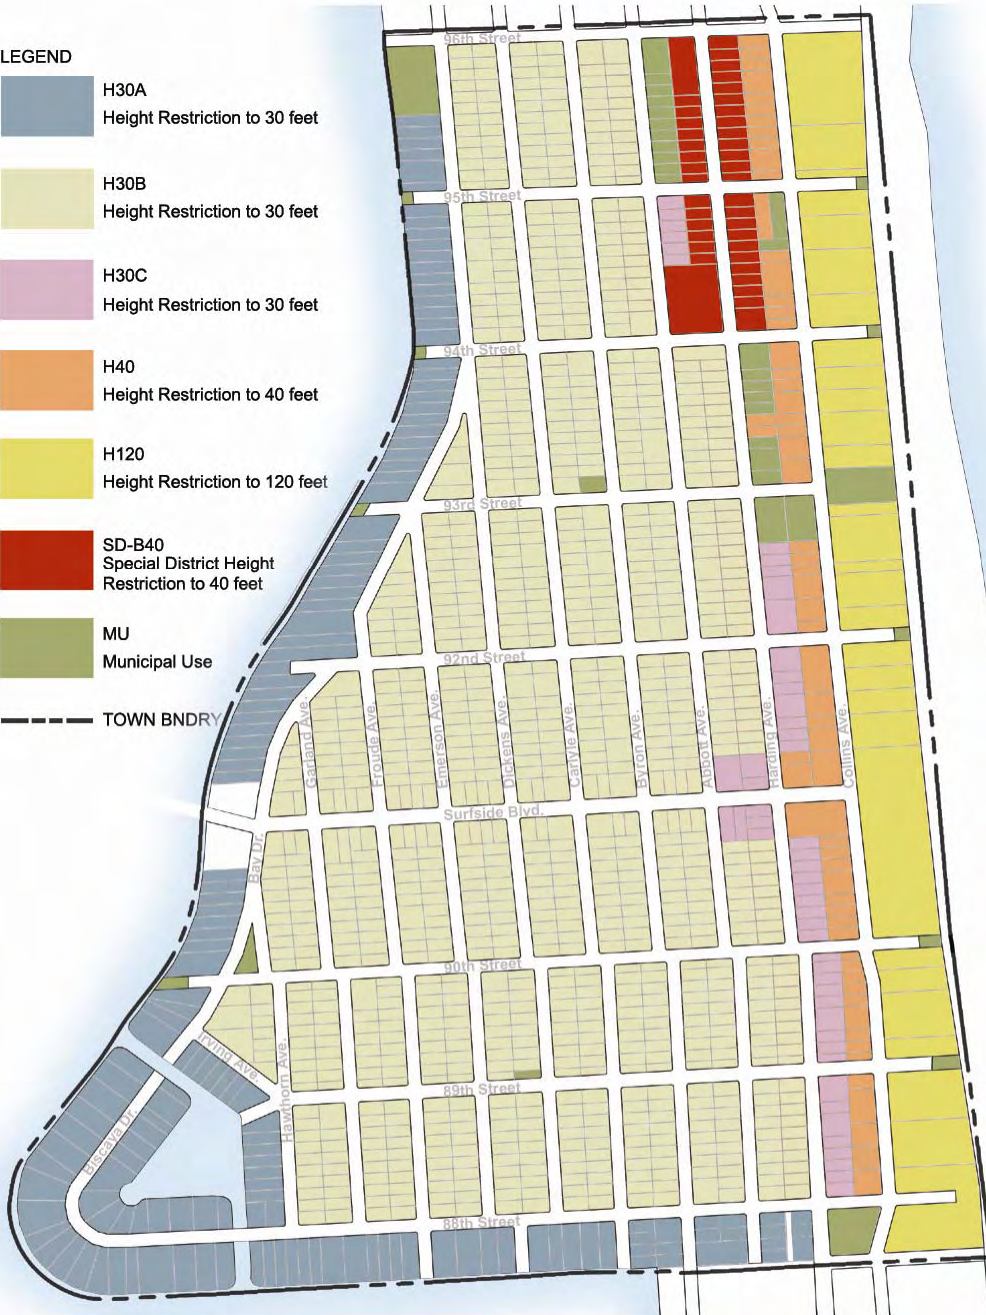 LEGEND
H30A
Height Restriction to 30 feet
H30B
Height Restriction to 30 feet
H30C
Height Restriction to 30 feet
H40
Height Restriction to 40 feet
H120
Height Restriction to 120 feet
SD-B40
Special District Height
Restriction to 40 feet
MU
Municipal Use
TOWN BNDRY
96th Street
95th Street
94th Street
93rd Street
92nd Street
Garland Ave.
Froude Ave.
Emerson Ave.
Dickens Ave.
Carlyle Ave.
Byron Ave.
Abbott Ave.
Harding Ave.
Collins Ave.
Surfside Blvd.
Bay Dr.
90th Street
Irving Ave.
Hawthorn Ave.
89th Street
Biscaya Dr.
88th Street